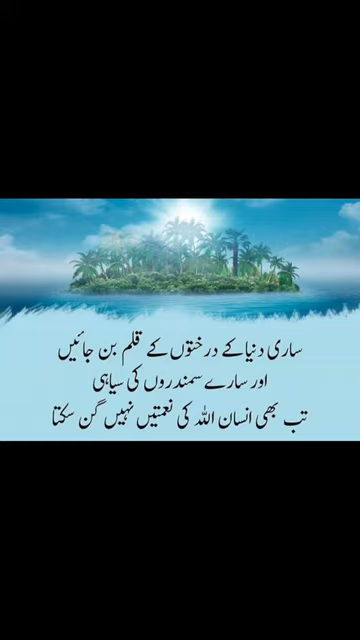 ساری دنیا کے درختوں کے قلم بن جائیں
اور سارے سمندروں کی سیاہی
تب بھی انسان اللہ کی نعمتیں نہیں گن سکتا